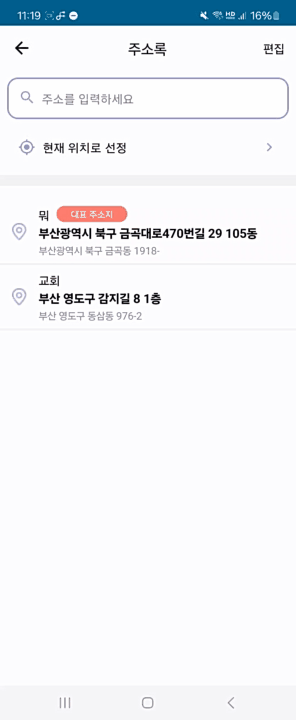 11:19
HD 16%
주소록
편집
주소를 입력하세요
현재 위치로 선정
뭐 대표 주소지
부산광역시 북구 금곡대로470번길 29 105동
부산광역시 북구 금곡동 1918-
교회
부산 영도구 감지길 8 1층
부산 영도구 동삼동 976-2